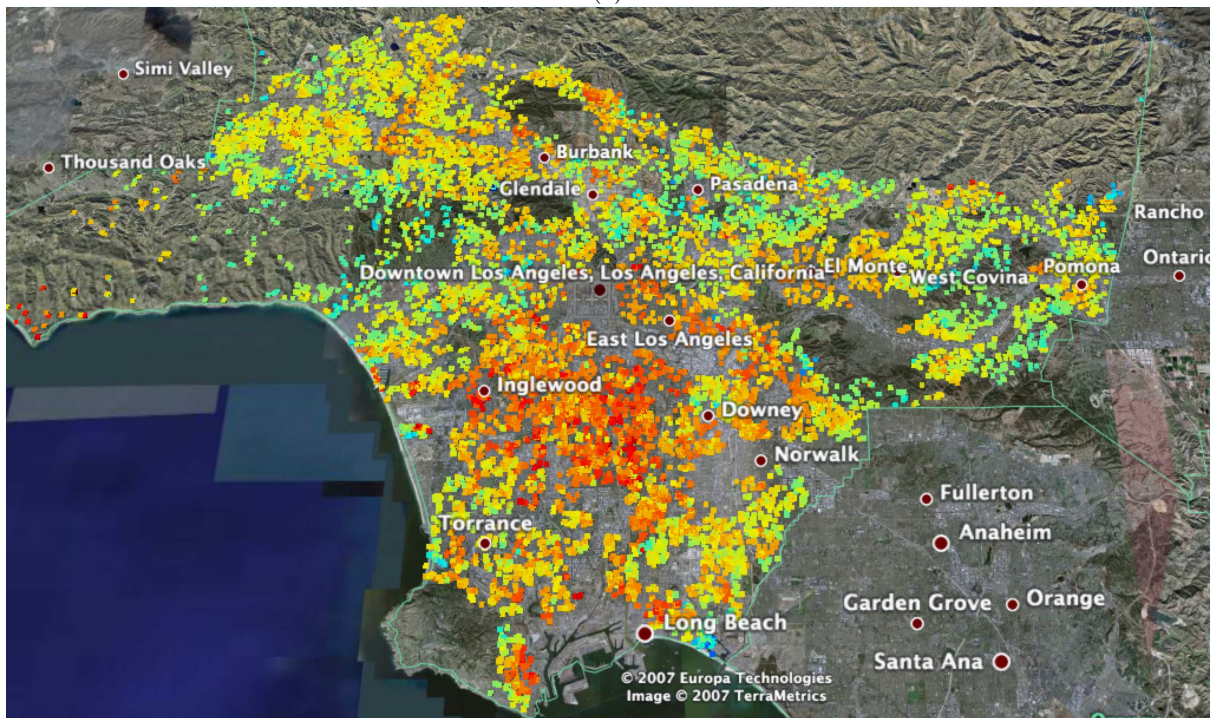 Simi Valley
Thousand Oaks
Burbank
Glendale
Pasadena
Rancho
Downtown Los Angeles, Los Angeles, California
El Monte
West Covina
Pomona
Ontario
East Los Angeles
Inglewood
Downey
Norwalk
Fullerton
Torrance
Anaheim
Garden Grove
Orange
Long Beach
Santa Ana
© 2007 Europa Technologies
Image © 2007 TerraMetrics